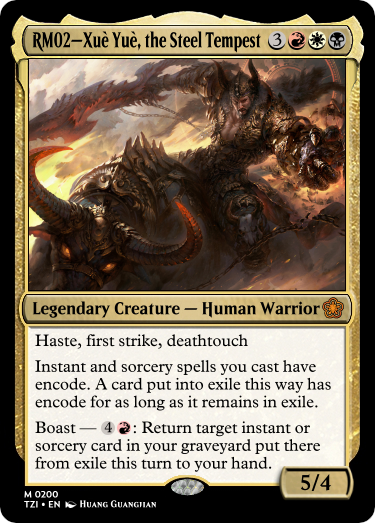 RM02–Xuè Yuè, the Steel Tempest 3
Legendary Creature — Human Warrior
Haste, first strike, deathtouch
Instant and sorcery spells you cast have
encode. A card put into exile this way has
encode for as long as it remains in exile.
Boast — 4: Return target instant or
sorcery card in your graveyard put there
from exile this turn to your hand.
5/4
M 0200
TZI • EN Huang Guangjian